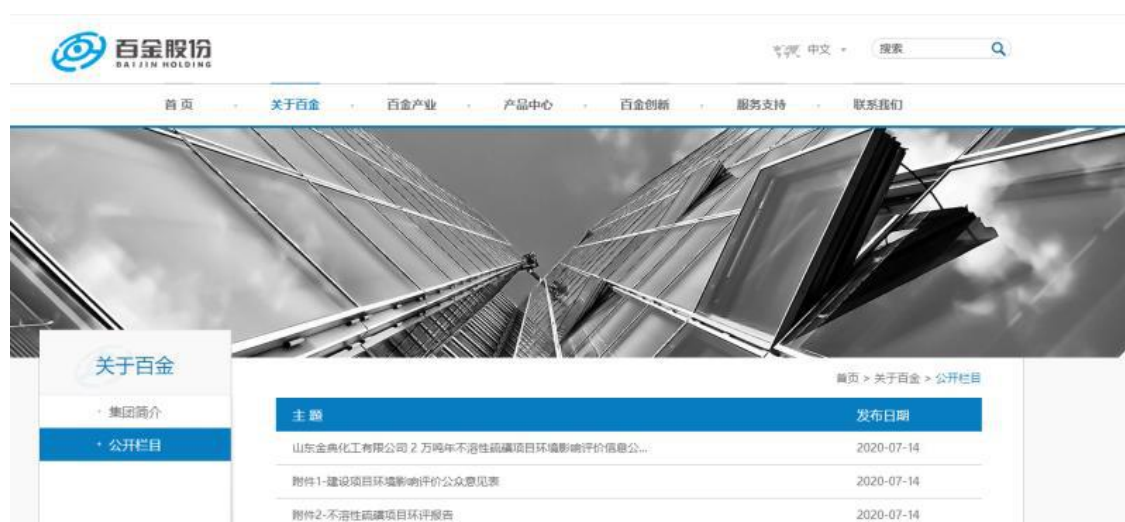 百金股份
BAIJIN HOLDING
中文
搜索
首页 关于百金 百金产业 产品中心 百金创新 服务支持 联系我们
关于百金
首页 > 关于百金 > 公开栏目
集团简介
公开栏目
主题 发布日期
山东金典化工有限公司 2 万吨年不溶性硫磺项目环境影响评价信息公... 2020-07-14
附件1-建设项目环境影响评价公众意见表 2020-07-14
附件2-不溶性硫磺项目环评报告 2020-07-14